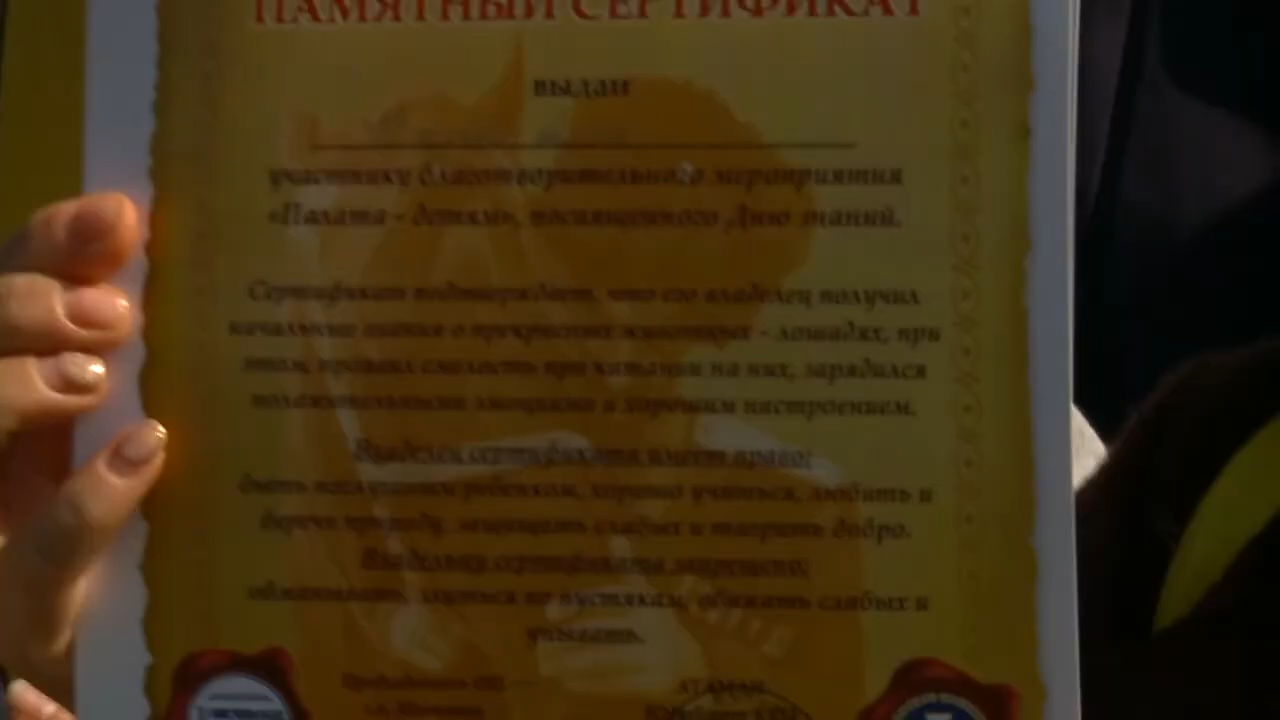 ПАМЯТНЫЙ СЕРТИФИКАТ
выдан
участнику благотворительного мероприятия
«Палата - детям», посвященного Дню знаний.
Сертификат подтверждает, что его владелец получил
начальные знания о прекрасных животных - лошадях, при
этом, проявил смелость при катании на них, зарядился
положительными эмоциями и хорошим настроением.
Владелец сертификата имеет право:
быть послушным ребенком, хорошо учиться, любить и
беречь природу, защищать слабых и творить добро.
Владельцу сертификата запрещено:
обманывать, злиться по пустякам, обижать слабых и
унывать.
АТАМАН